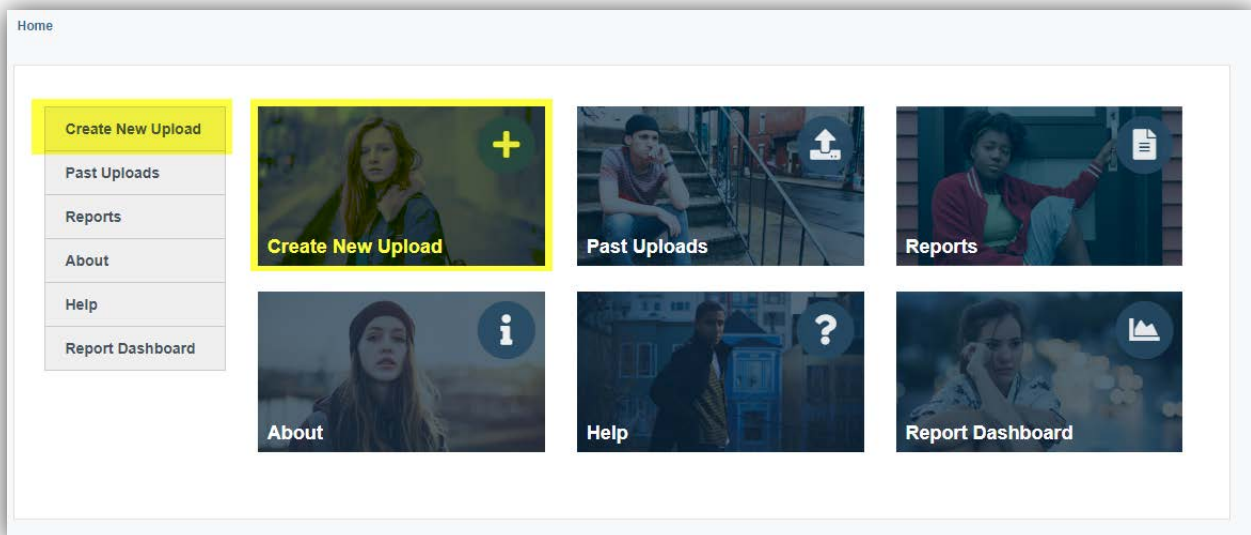 Home
Create New Upload
Past Uploads
Reports
About
Help
Report Dashboard
Create New Upload
Past Uploads
Reports
About
Help
Report Dashboard